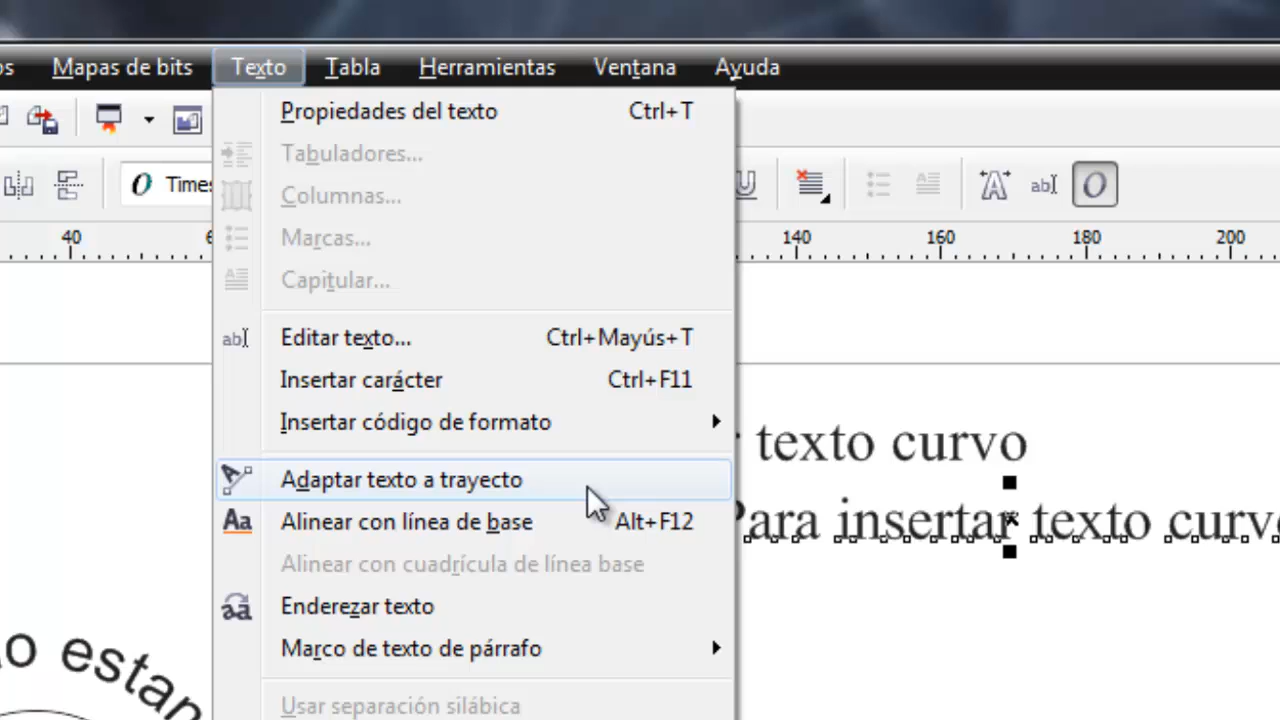 os Mapas de bits Texto Tabla Herramientas Ventana Ayuda
Propiedades del texto Ctrl+T
Tabuladores...
Columnas...
Marcas...
Capitular...
Times
40 6 140 160 180 200
Editar texto... Ctrl+Mayús+T
Insertar carácter Ctrl+F11
Insertar código de formato
Adaptar texto a trayecto
Alinear con línea de base Alt+F12
Alinear con cuadrícula de línea base
Enderezar texto
Marco de texto de párrafo
Usar separación silábica
r texto curvo
Para insertar texto curvo
o estan